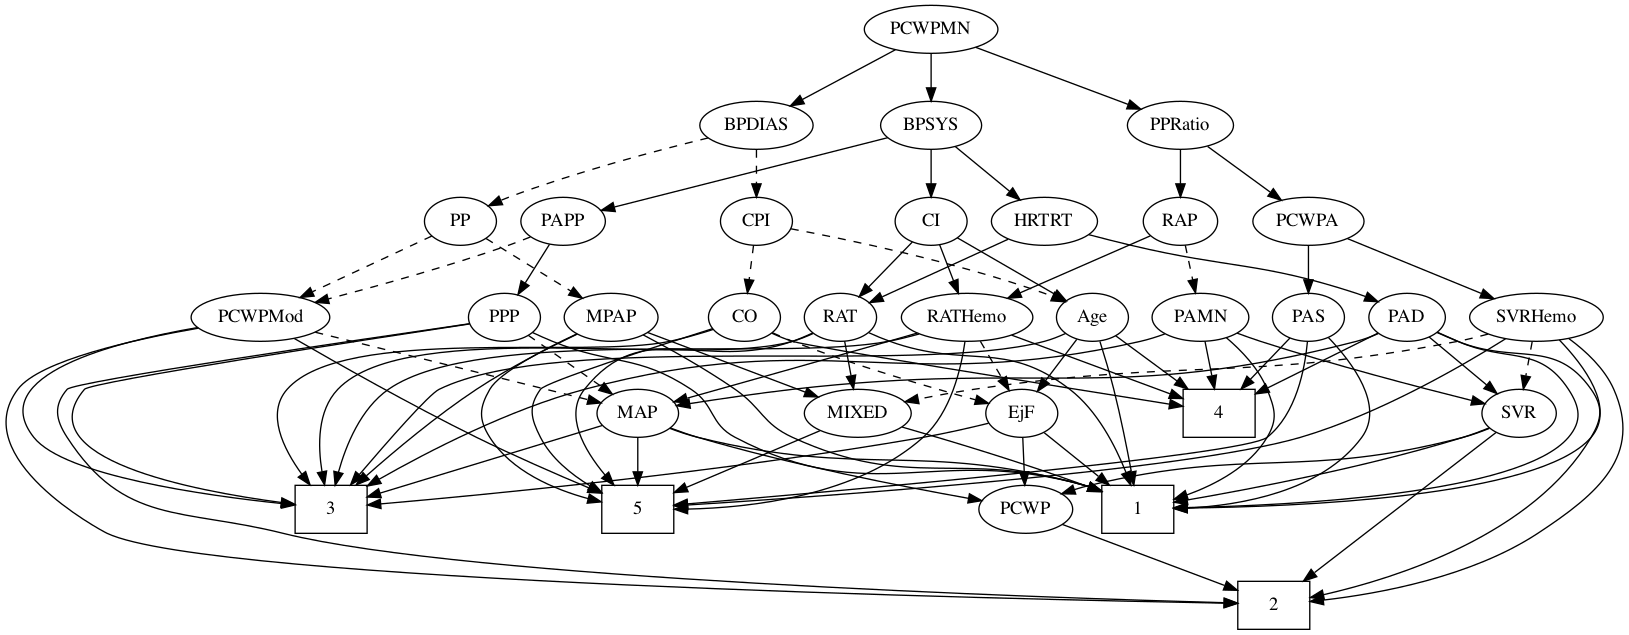 PCWPMN
BPDIAS
BPSYS
PPRatio
PP
PAPP
CPI
CI
HRTRT
RAP
PCWPA
PCWPMod
PPP
MPAP
CO
RAT
RATHemo
Age
PAMN
PAS
PAD
SVRHemo
MAP
MIXED
EjF
4
SVR
3
5
PCWP
1
2